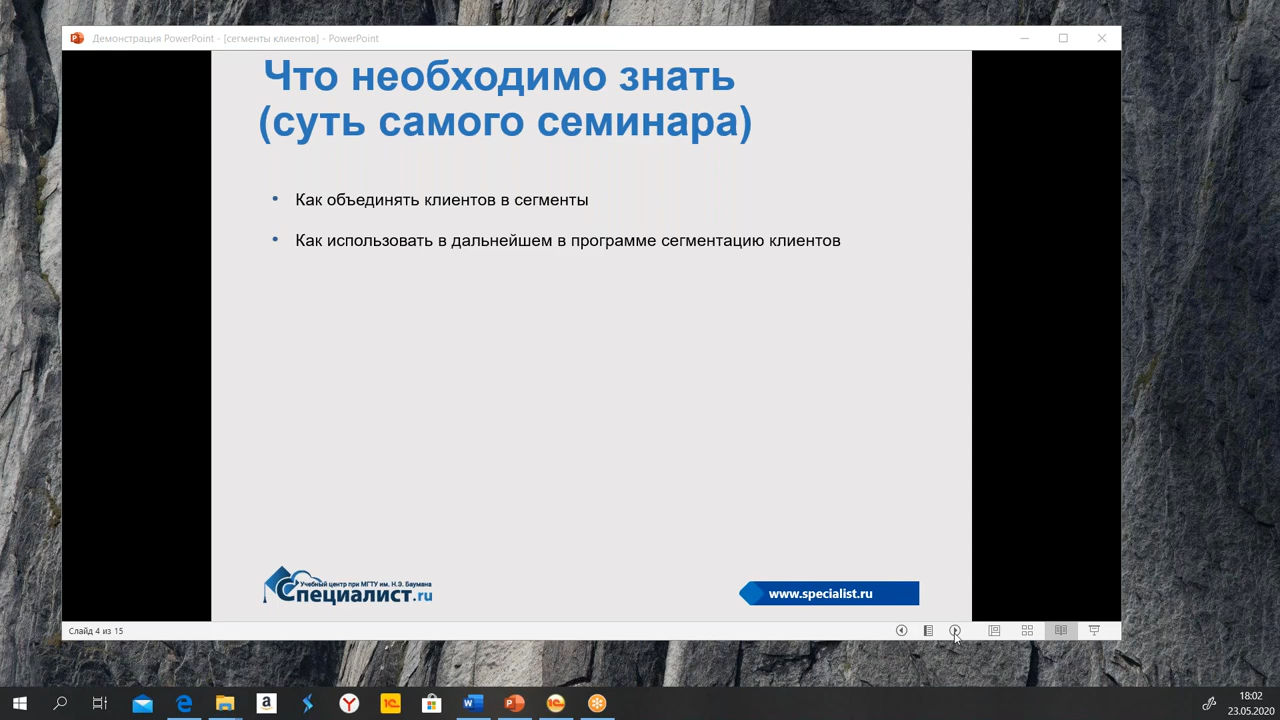 Демонстрация PowerPoint - [сегменты клиентов] - PowerPoint
Что необходимо знать
(суть самого семинара)
• Как объединять клиентов в сегменты
• Как использовать в дальнейшем в программе сегментацию клиентов
Учебный центр при МГТУ им. Н.Э. Баумана
Специалист.ru
www.specialist.ru
Слайд 4 из 15
18:02
23.05.2020